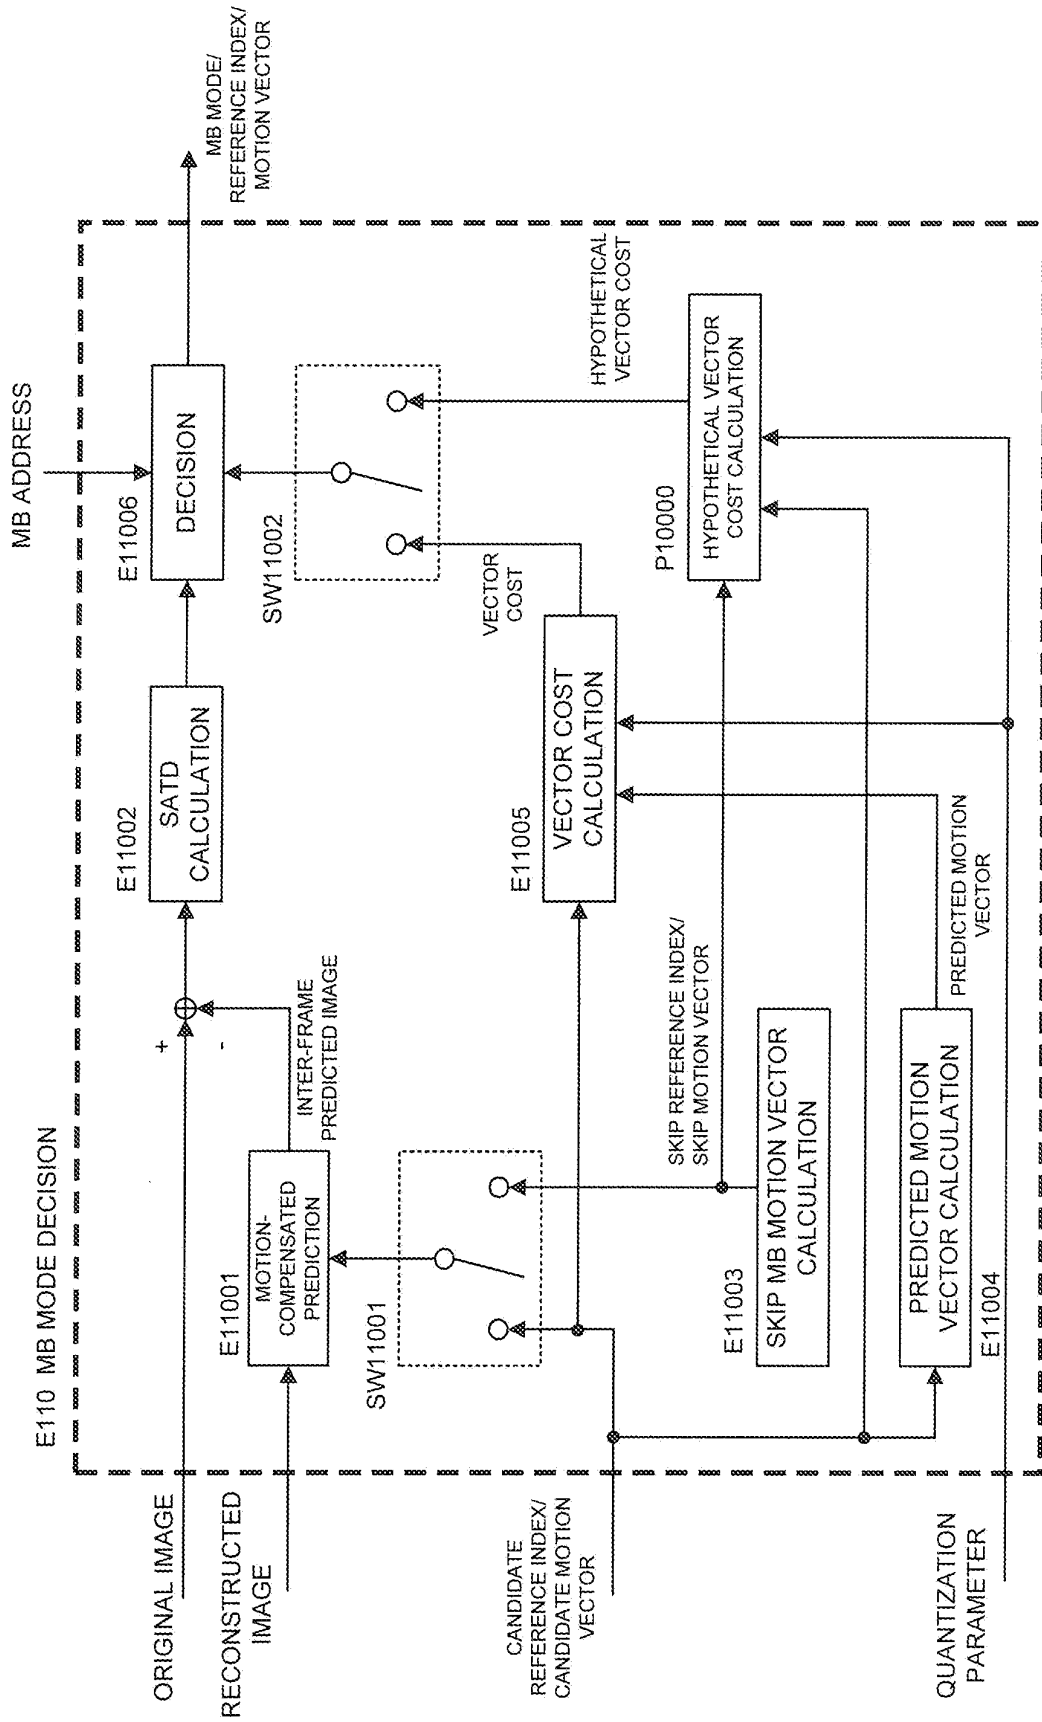 E110 MB MODE DECISION
MB ADDRESS
ORIGINAL IMAGE
+
-
E11002
SATD
CALCULATION
E11006
DECISION
MB MODE/
REFERENCE INDEX/
MOTION VECTOR
RECONSTRUCTED
IMAGE
E11001
MOTION-
COMPENSATED
PREDICTION
INTER-FRAME
PREDICTED IMAGE
SW11002
SW11001
VECTOR
COST
HYPOTHETICAL
VECTOR COST
CANDIDATE
REFERENCE INDEX/
CANDIDATE MOTION
VECTOR
E11005
VECTOR COST
CALCULATION
P10000
HYPOTHETICAL VECTOR
COST CALCULATION
SKIP REFERENCE INDEX/
SKIP MOTION VECTOR
E11003
SKIP MB MOTION VECTOR
CALCULATION
PREDICTED MOTION
VECTOR CALCULATION
E11004
PREDICTED MOTION
VECTOR
QUANTIZATION
PARAMETER